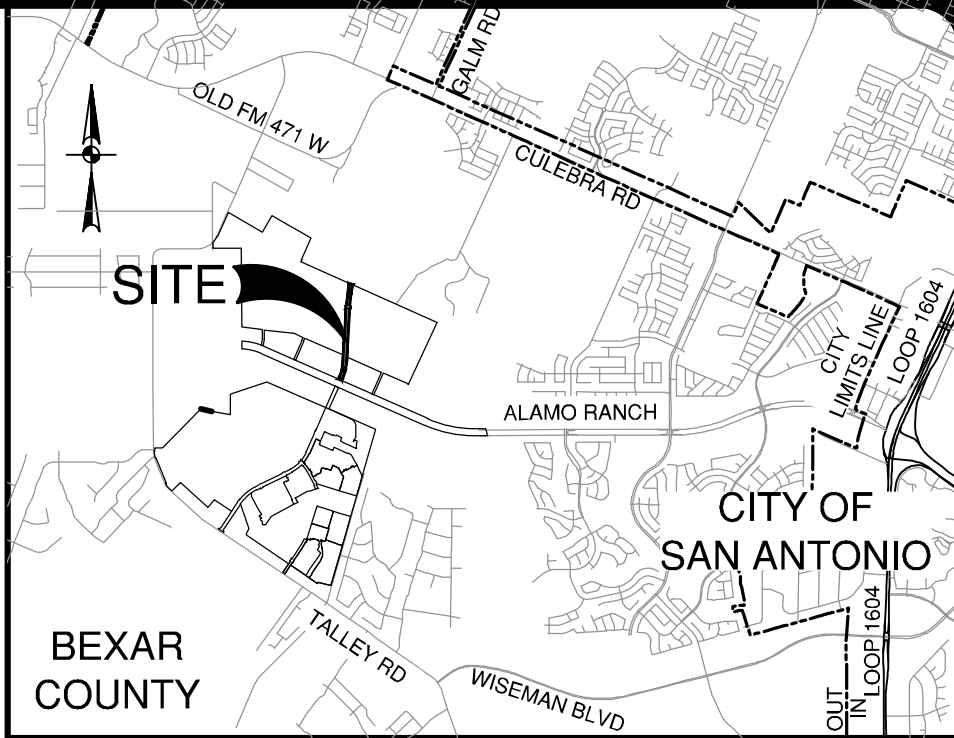 GALM RD
OLD FM 471 W
CULEBRA RD
SITE
LOOP 1604
CITY
LIMITS LINE
ALAMO RANCH
CITY OF
SAN ANTONIO
TALLEY RD
BEXAR
COUNTY
WISEMAN BLVD
OUT
IN
LOOP 1604